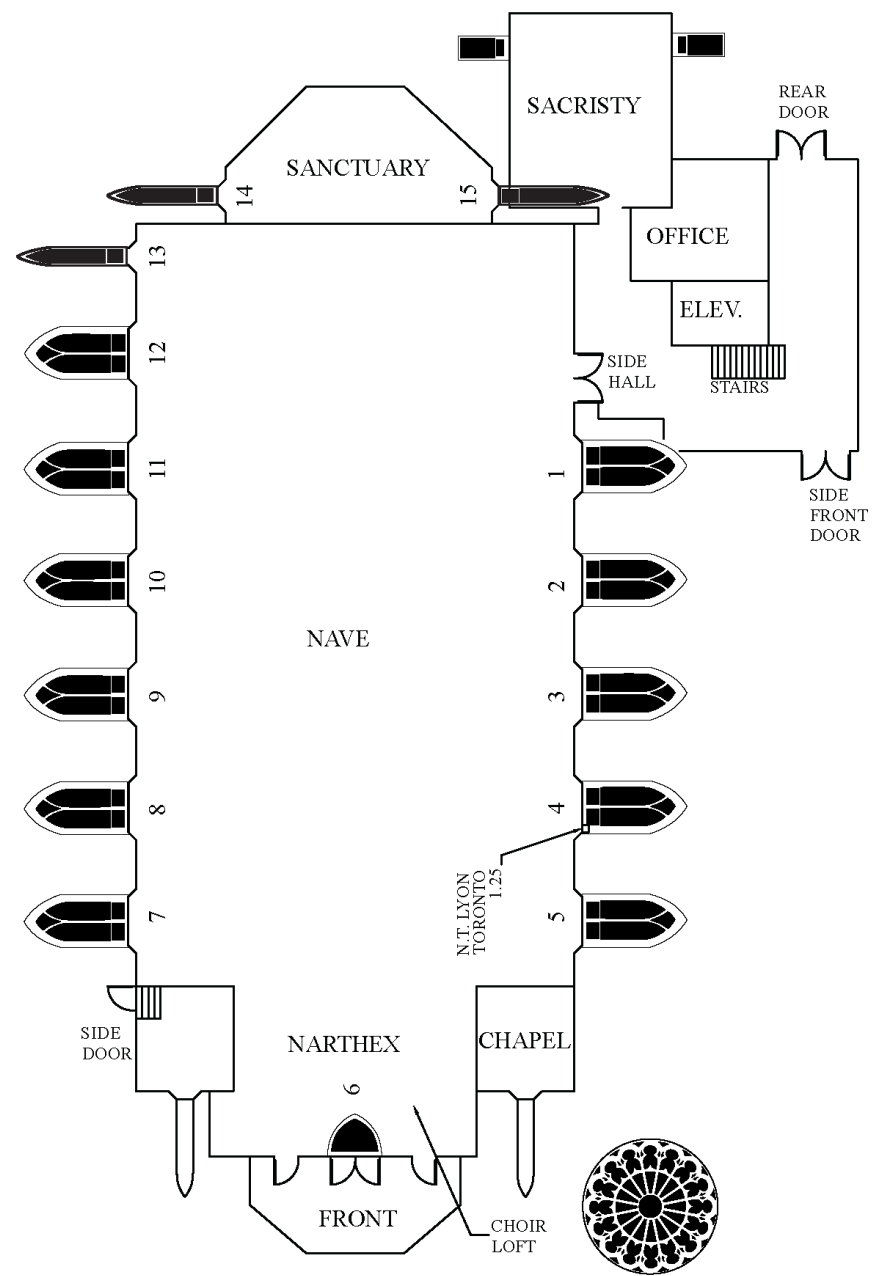 SACRISTY
REAR
DOOR
SANCTUARY
14
15
OFFICE
13
ELEV.
12
SIDE
HALL
STAIRS
11
1
SIDE
FRONT
DOOR
10
2
NAVE
9
3
8
4
N.T. LYON
TORONTO
1.25
7
5
SIDE
DOOR
NARTHEX
CHAPEL
6
FRONT
CHOIR
LOFT